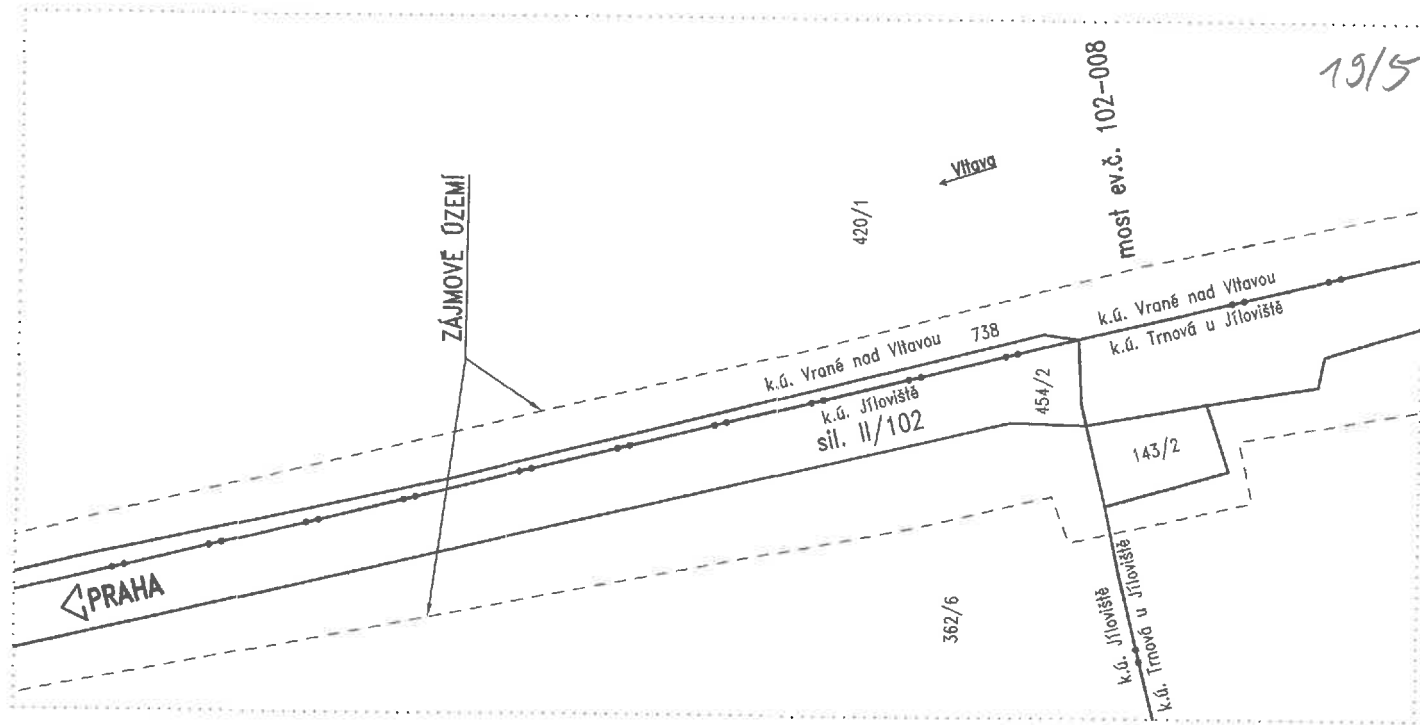 19/5
most ev.č. 102-008
Vltava
420/1
ZÁJMOVÉ ÚZEMÍ
k.ú. Vrané nad Vltavou
k.ú. Trnová u Jíloviště
k.ú. Vrané nad Vltavou 738
k.ú. Jíloviště
sil. II/102
454/2
143/2
PRAHA
362/6
k.ú. Jíloviště
k.ú. Trnová u Jíloviště